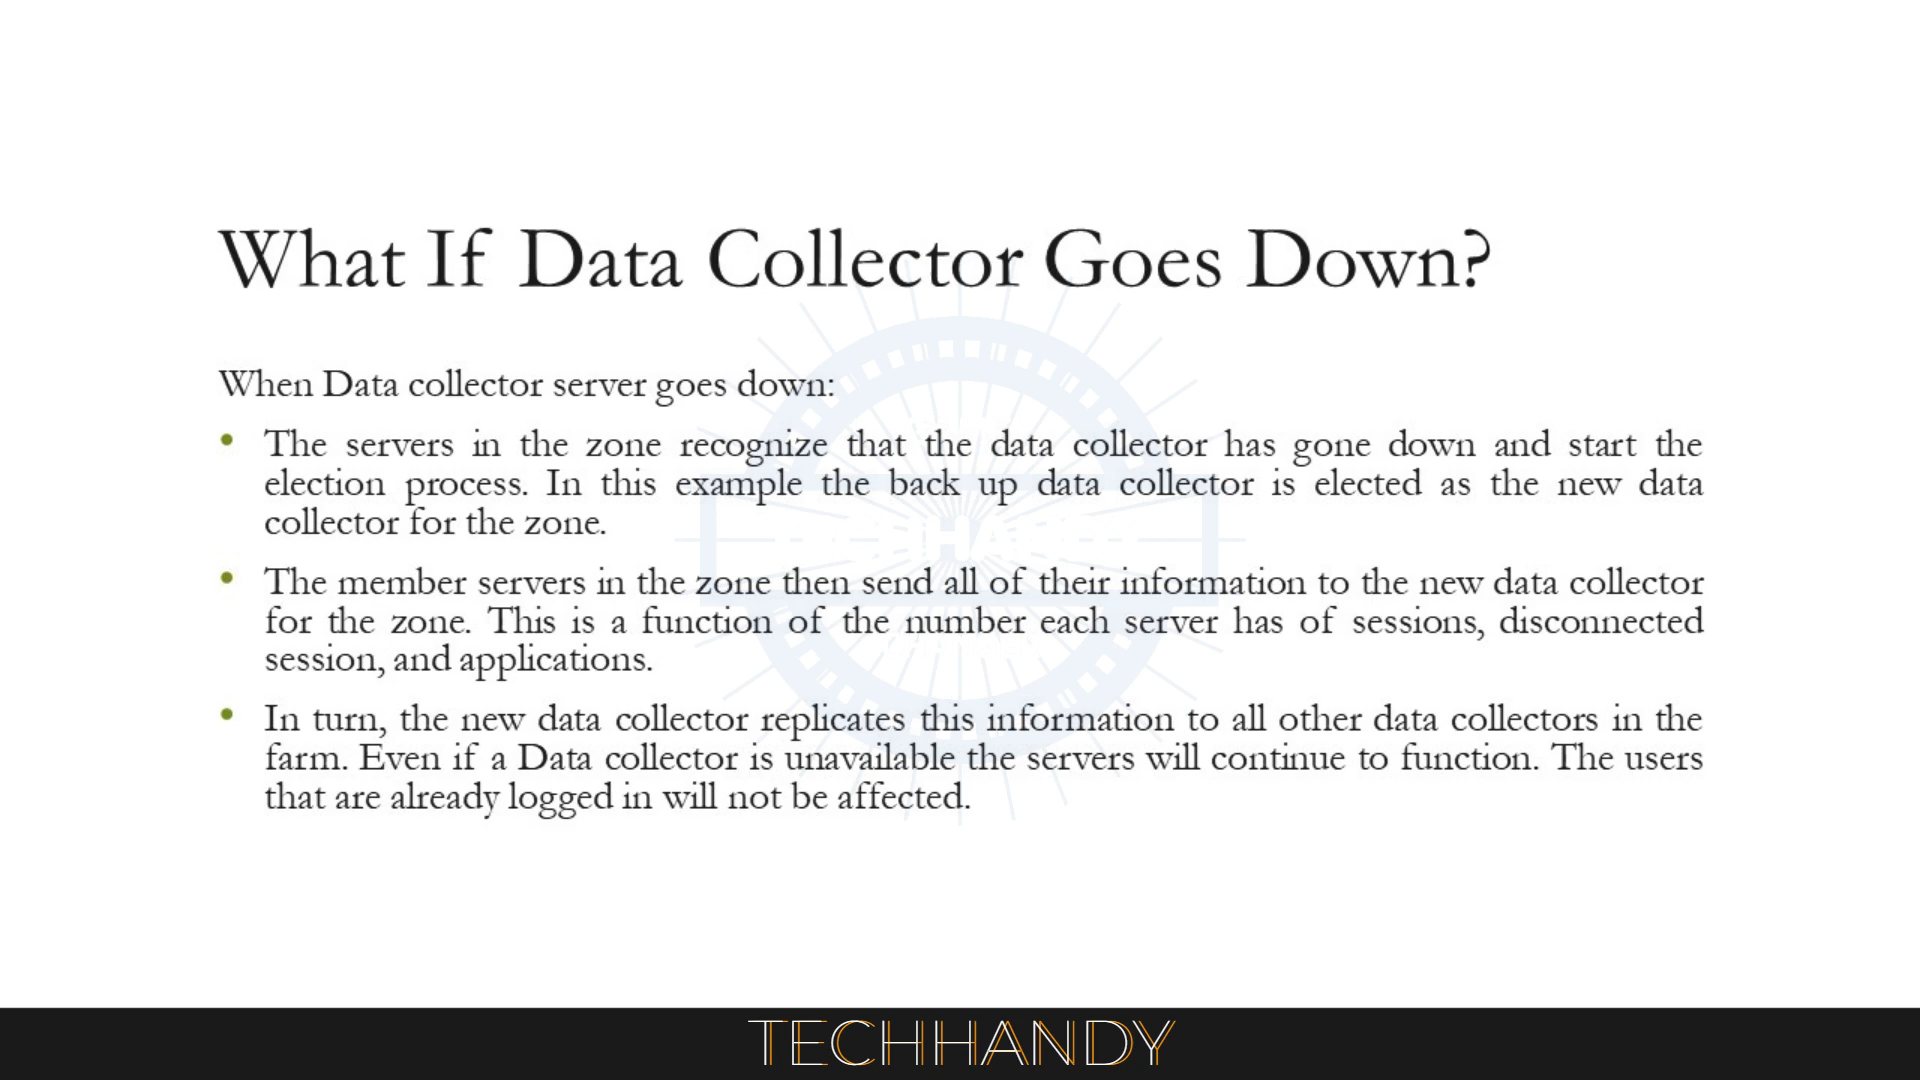 What If Data Collector Goes Down?
When Data collector server goes down:
• The servers in the zone recognize that the data collector has gone down and start the
election process. In this example the back up data collector is elected as the new data
collector for the zone.
• The member servers in the zone then send all of their information to the new data collector
for the zone. This is a function of the number each server has of sessions, disconnected
session, and applications.
• In turn, the new data collector replicates this information to all other data collectors in the
farm. Even if a Data collector is unavailable the servers will continue to function. The users
that are already logged in will not be affected.
TECHHANDY